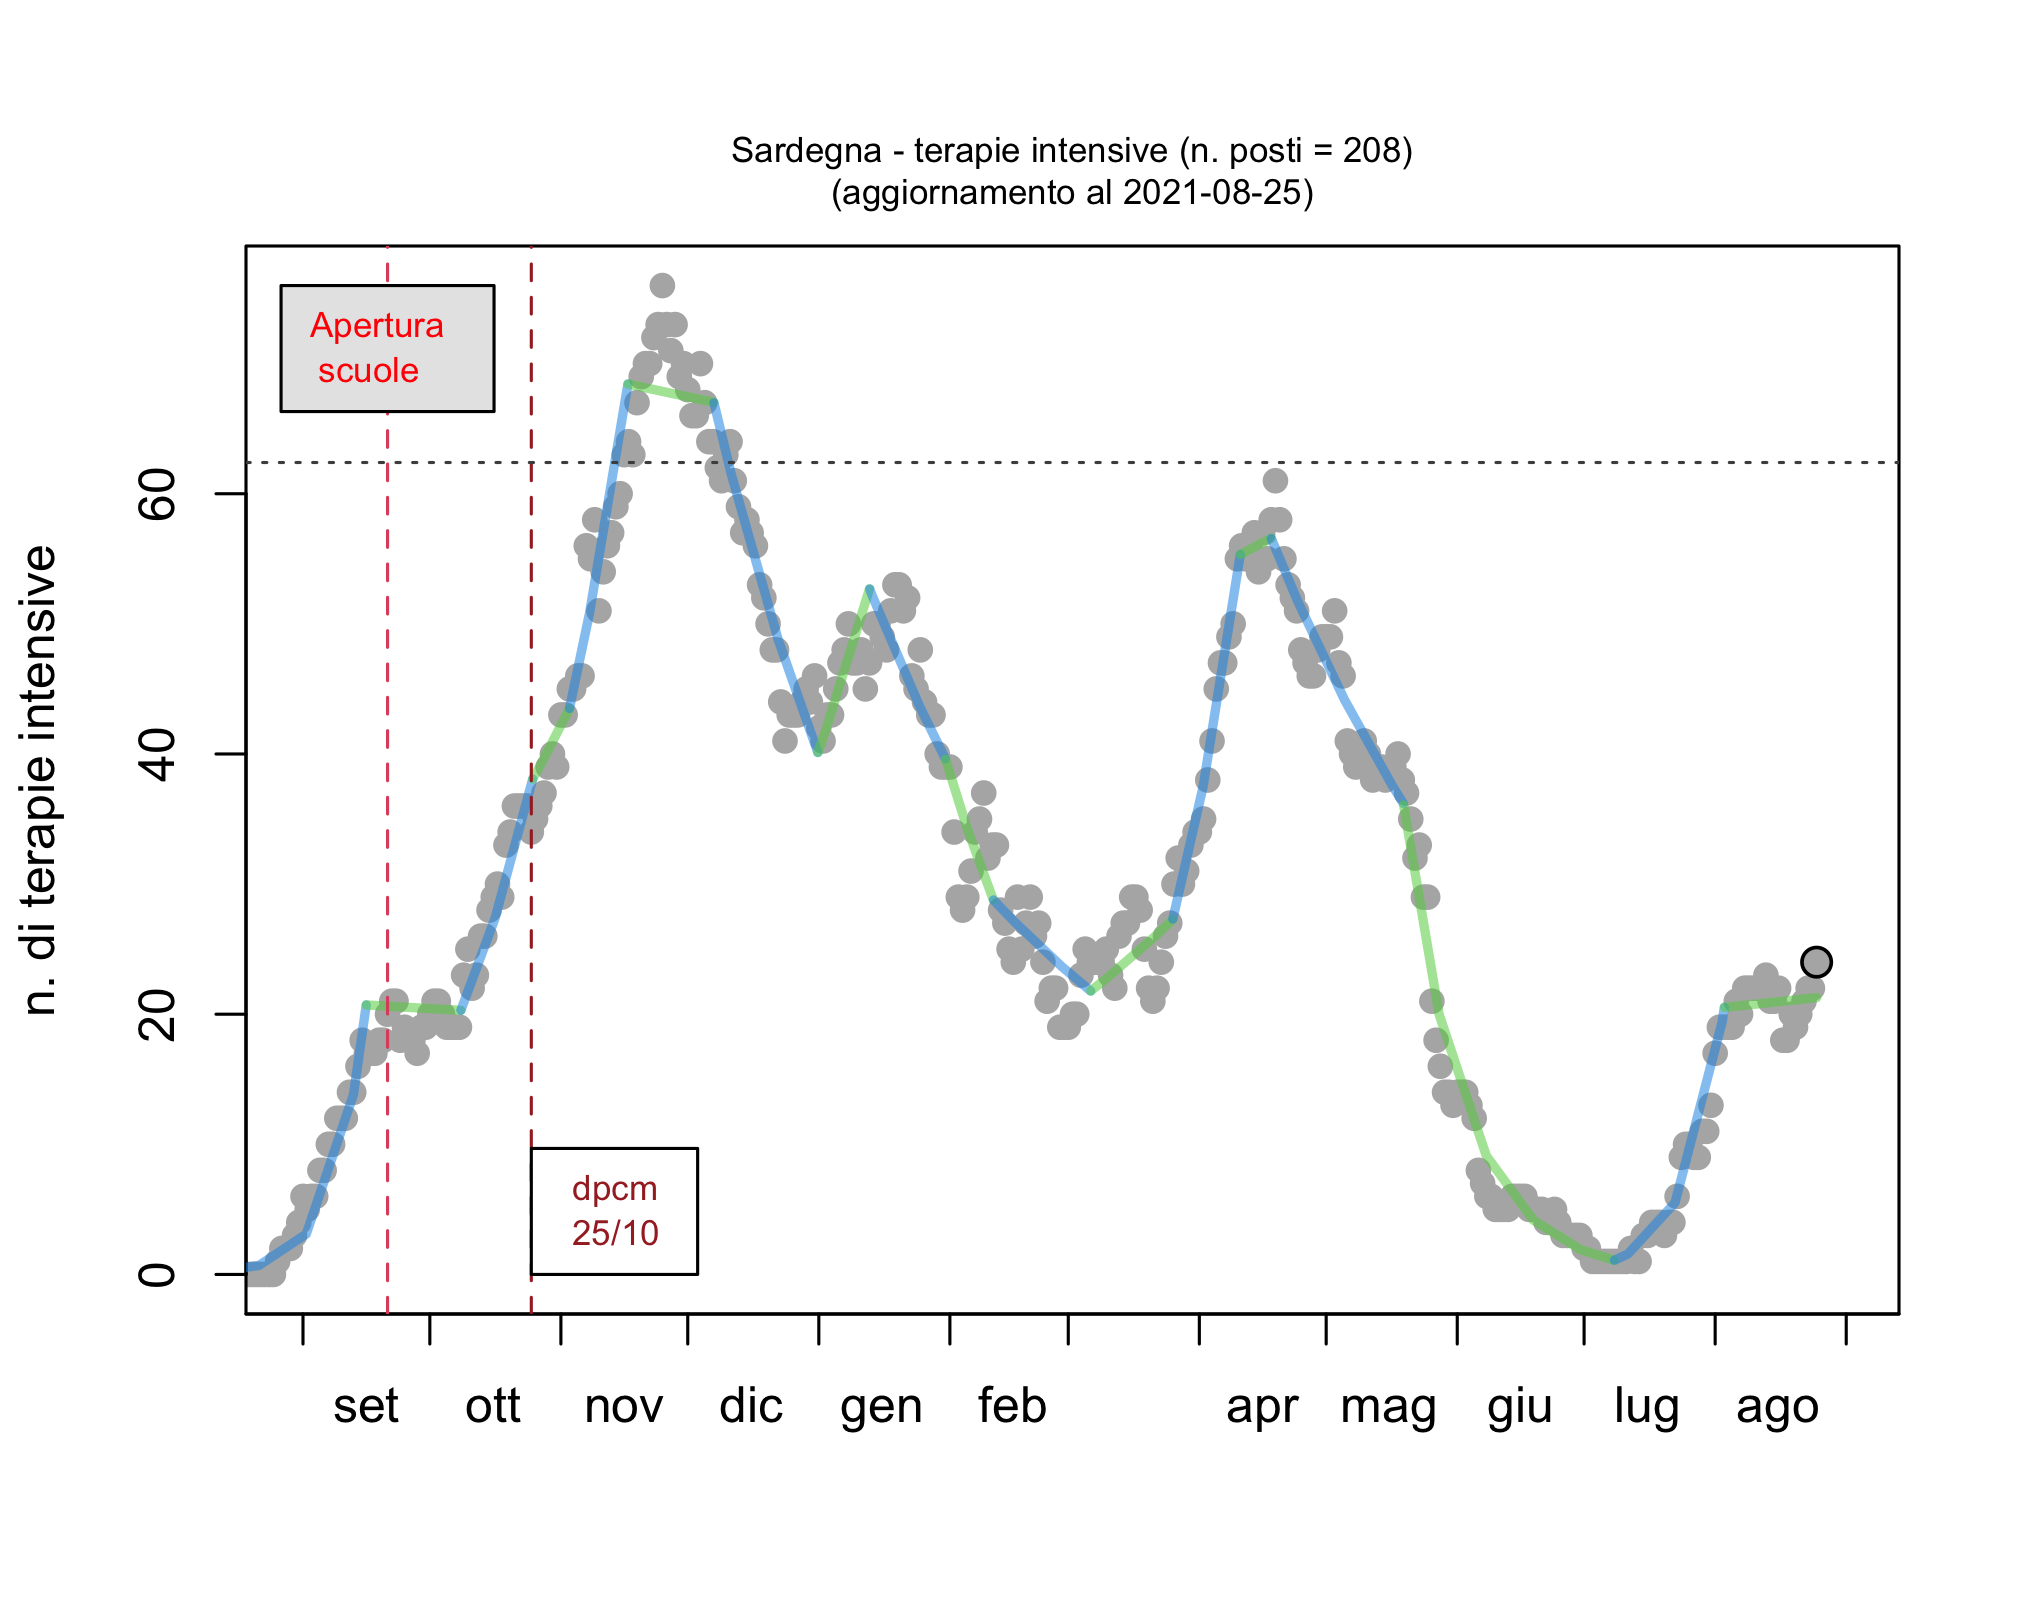 Sardegna - terapie intensive (n. posti = 208)
(aggiornamento al 2021-08-25)
Apertura
scuole
n. di terapie intensive
60
40
20
0
dpcm
25/10
set ott nov dic gen feb apr mag giu lug ago